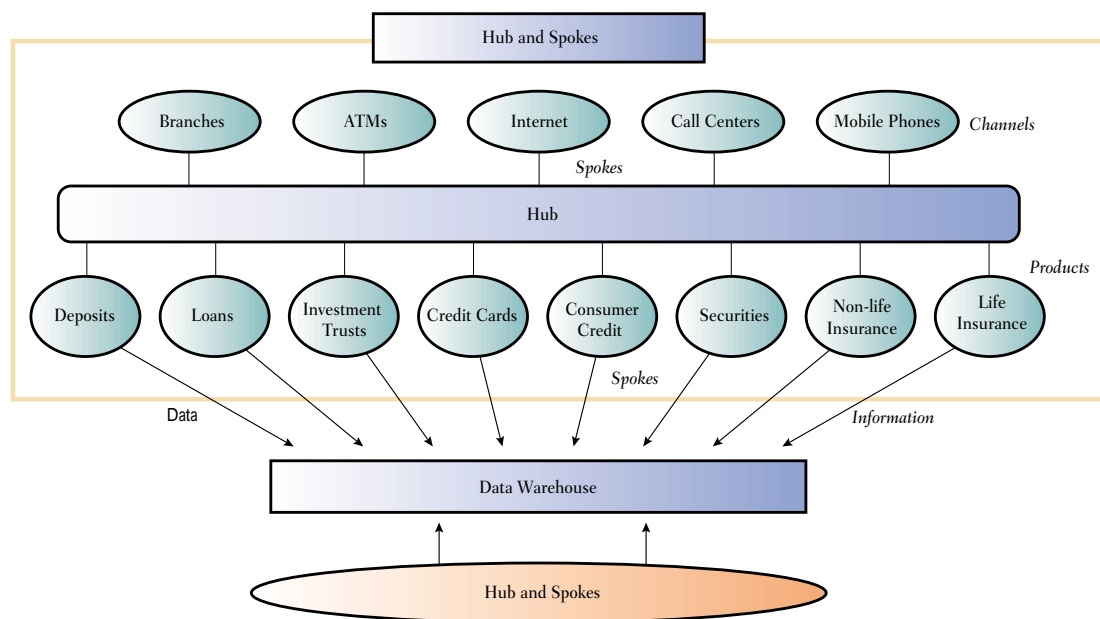 Hub and Spokes
Branches
ATMs
Internet
Call Centers
Mobile Phones
Channels
Spokes
Hub
Products
Deposits
Loans
Investment
Trusts
Credit Cards
Consumer
Credit
Securities
Non-life
Insurance
Life
Insurance
Spokes
Data
Information
Data Warehouse
Hub and Spokes